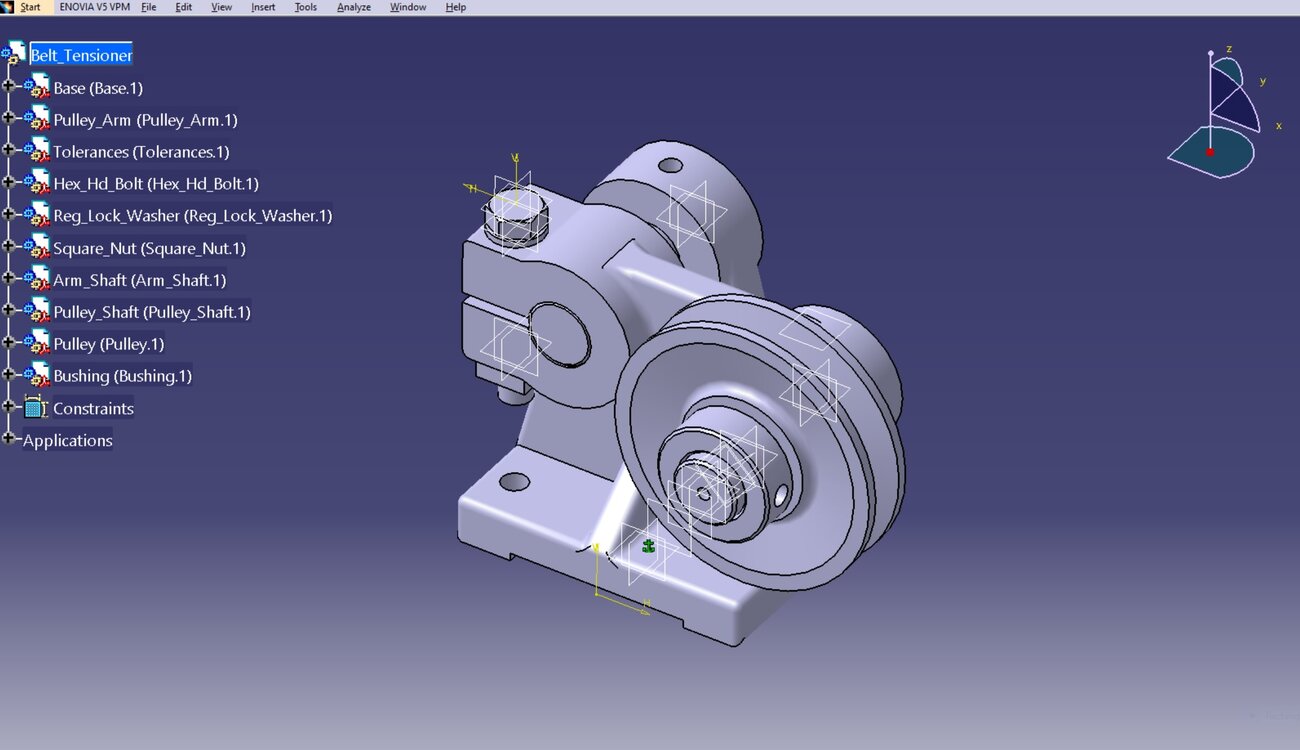 Start ENOVIA V5 VPM File Edit View Insert Tools Analyze Window Help
Belt_Tensioner
Base (Base.1)
Pulley_Arm (Pulley_Arm.1)
Tolerances (Tolerances.1)
Hex_Hd_Bolt (Hex_Hd_Bolt.1)
Reg_Lock_Washer (Reg_Lock_Washer.1)
Square_Nut (Square_Nut.1)
Arm_Shaft (Arm_Shaft.1)
Pulley_Shaft (Pulley_Shaft.1)
Pulley (Pulley.1)
Bushing (Bushing.1)
Constraints
Applications
z
y
x
V
H
V
H